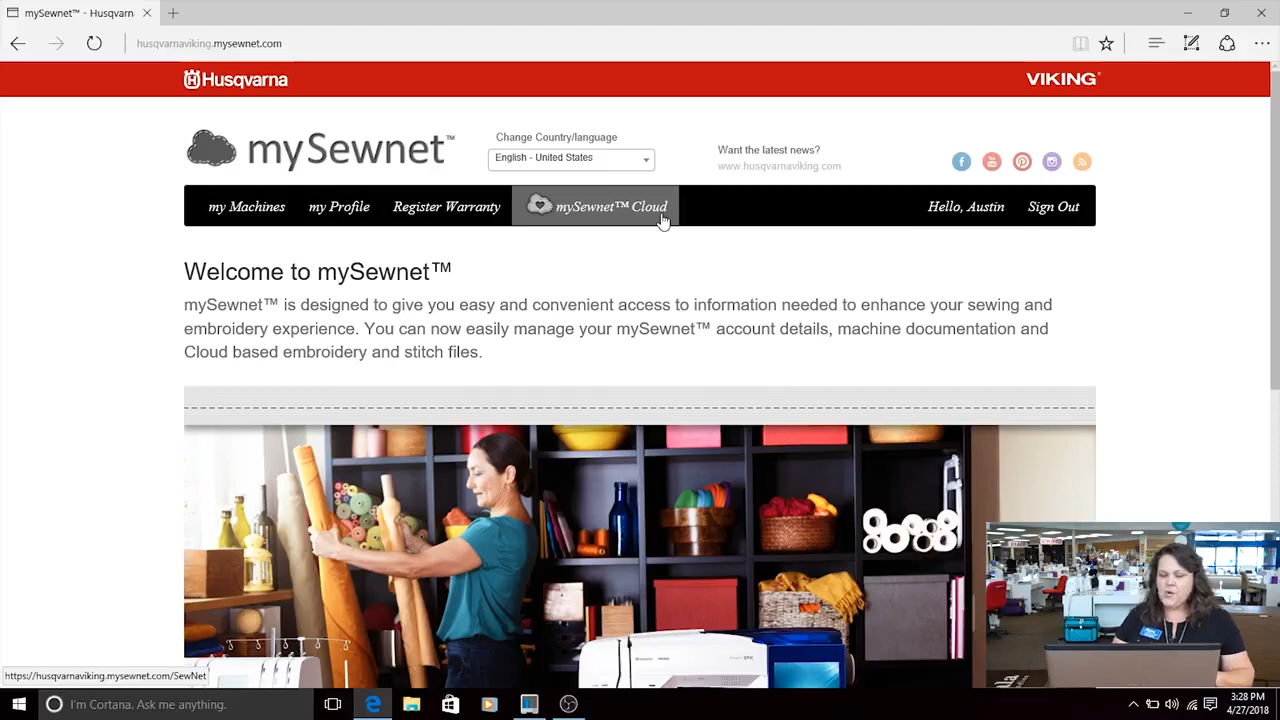 mySewnet™ - Husqvarna
husqvarnaviking.mysewnet.com
Husqvarna
VIKING®
mySewnet™
Change Country/language
English - United States
Want the latest news?
www.husqvarnaviking.com
my Machines
my Profile
Register Warranty
mySewnet™ Cloud
Hello, Austin
Sign Out
Welcome to mySewnet™
mySewnet™ is designed to give you easy and convenient access to information needed to enhance your sewing and
embroidery experience. You can now easily manage your mySewnet™ account details, machine documentation and
Cloud based embroidery and stitch files.
VIKING
https://husqvarnaviking.mysewnet.com/SewNet
I'm Cortana. Ask me anything.
3:28 PM
4/27/2018